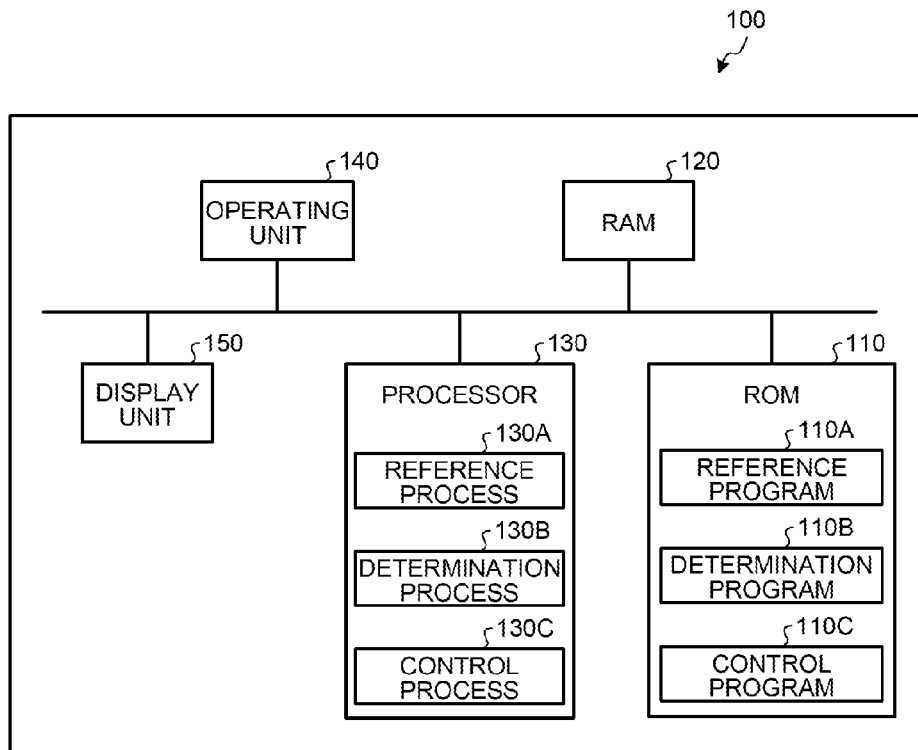 100
140
OPERATING
UNIT
120
RAM
150
DISPLAY
UNIT
130
PROCESSOR
130A
REFERENCE
PROCESS
130B
DETERMINATION
PROCESS
130C
CONTROL
PROCESS
110
ROM
110A
REFERENCE
PROGRAM
110B
DETERMINATION
PROGRAM
110C
CONTROL
PROGRAM